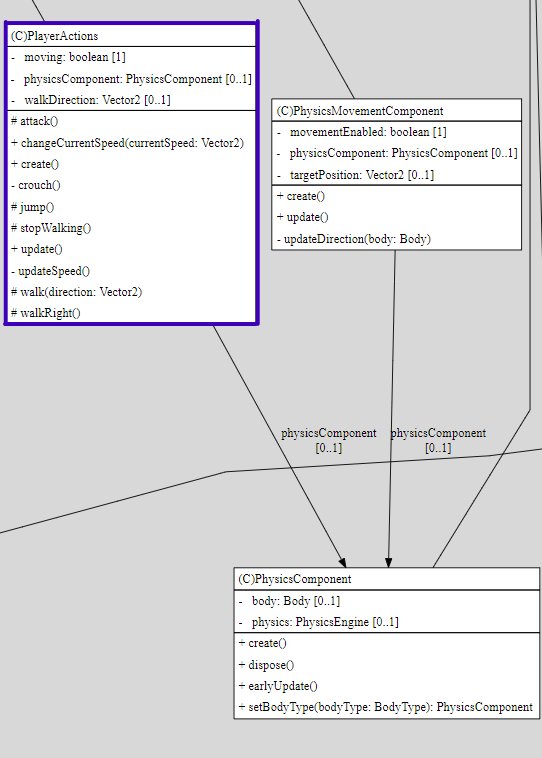 (C)PlayerActions
- moving: boolean [1]
- physicsComponent: PhysicsComponent [0..1]
- walkDirection: Vector2 [0..1]
# attack()
+ changeCurrentSpeed(currentSpeed: Vector2)
+ create()
- crouch()
# jump()
# stopWalking()
+ update()
- updateSpeed()
# walk(direction: Vector2)
# walkRight()
(C)PhysicsMovementComponent
- movementEnabled: boolean [1]
- physicsComponent: PhysicsComponent [0..1]
- targetPosition: Vector2 [0..1]
+ create()
+ update()
- updateDirection(body: Body)
physicsComponent
[0..1]
physicsComponent
[0..1]
(C)PhysicsComponent
- body: Body [0..1]
- physics: PhysicsEngine [0..1]
+ create()
+ dispose()
+ earlyUpdate()
+ setBodyType(bodyType: BodyType): PhysicsComponent